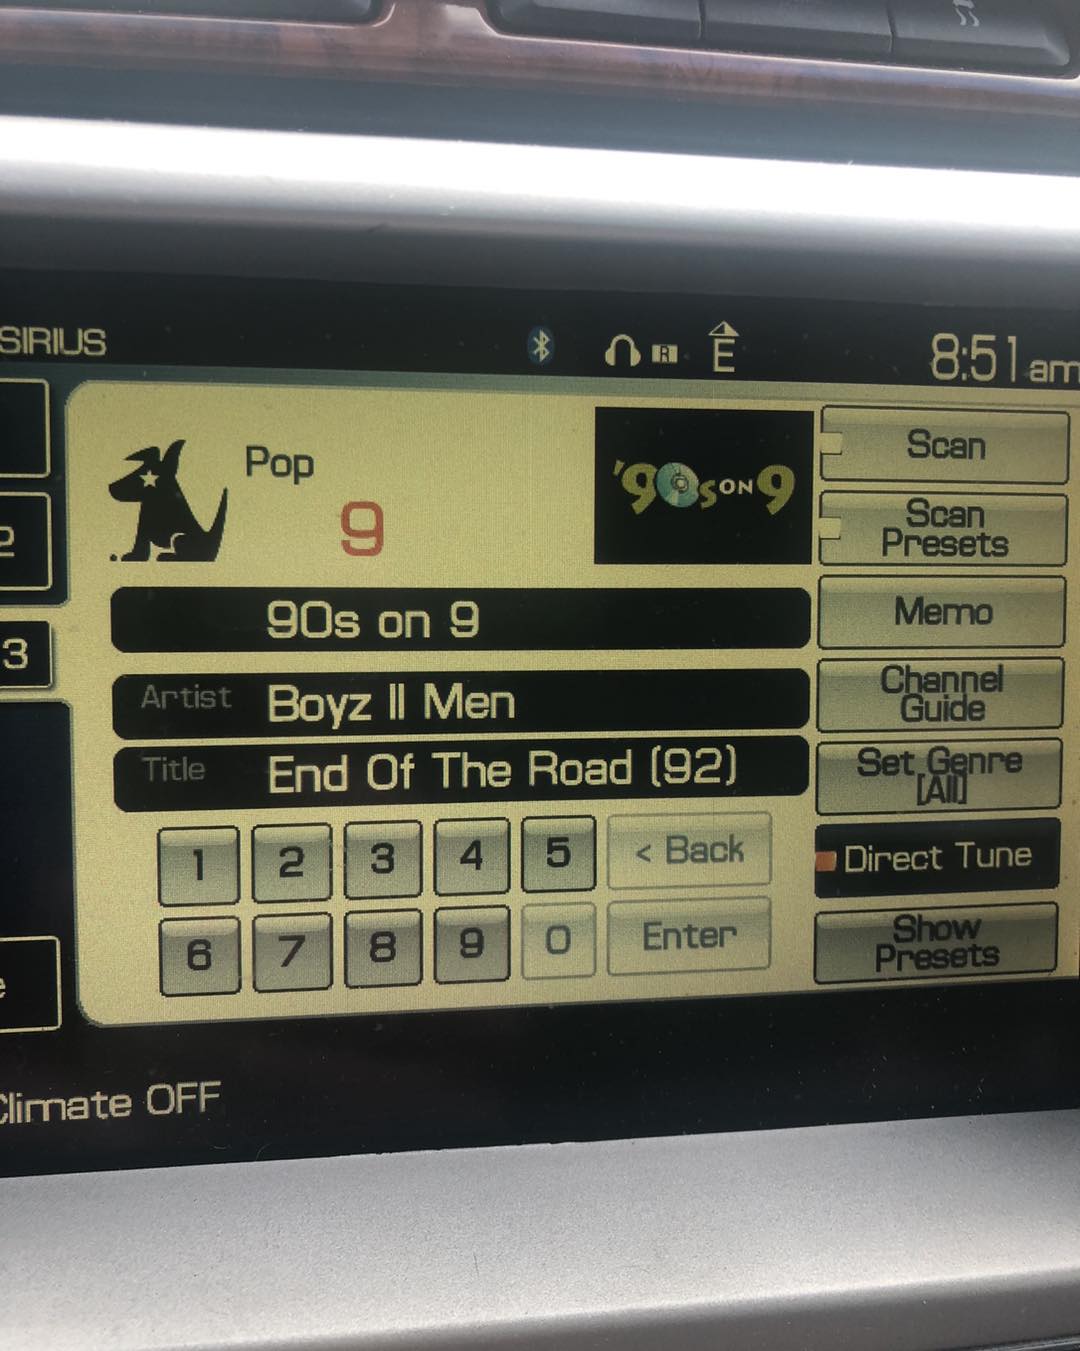 SIRIUS
R
E
8:51 am
Pop
9
'90s ON 9
90s on 9
Artist Boyz II Men
Title End Of The Road (92)
1 2 3 4 5 < Back
6 7 8 9 0 Enter
Scan
Scan
Presets
Memo
Channel
Guide
Set Genre
[All]
Direct Tune
Show
Presets
2
3
e
Climate OFF